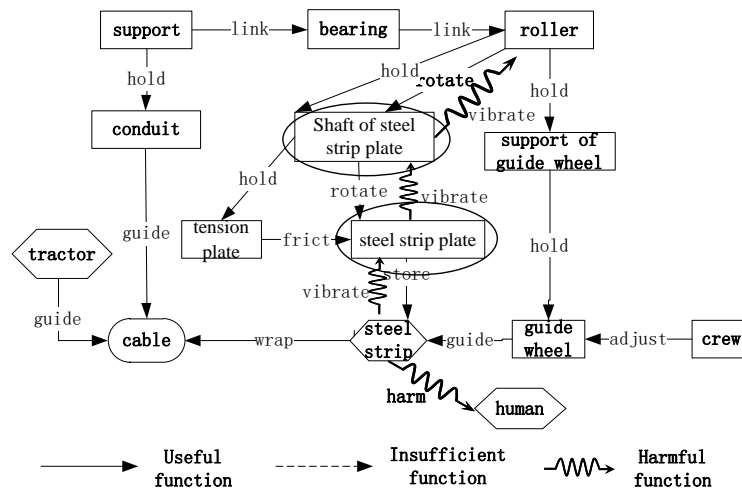 support
link
bearing
link
roller
hold
hold
rotate
hold
conduit
Shaft of steel
strip plate
vibrate
support of
guide wheel
hold
rotate
vibrate
guide
tension
plate
frict
steel strip plate
hold
tractor
store
vibrate
guide
cable
wrap
steel
strip
guide
guide
wheel
adjust
crew
harm
human
Useful
function
Insufficient
function
Harmful
function